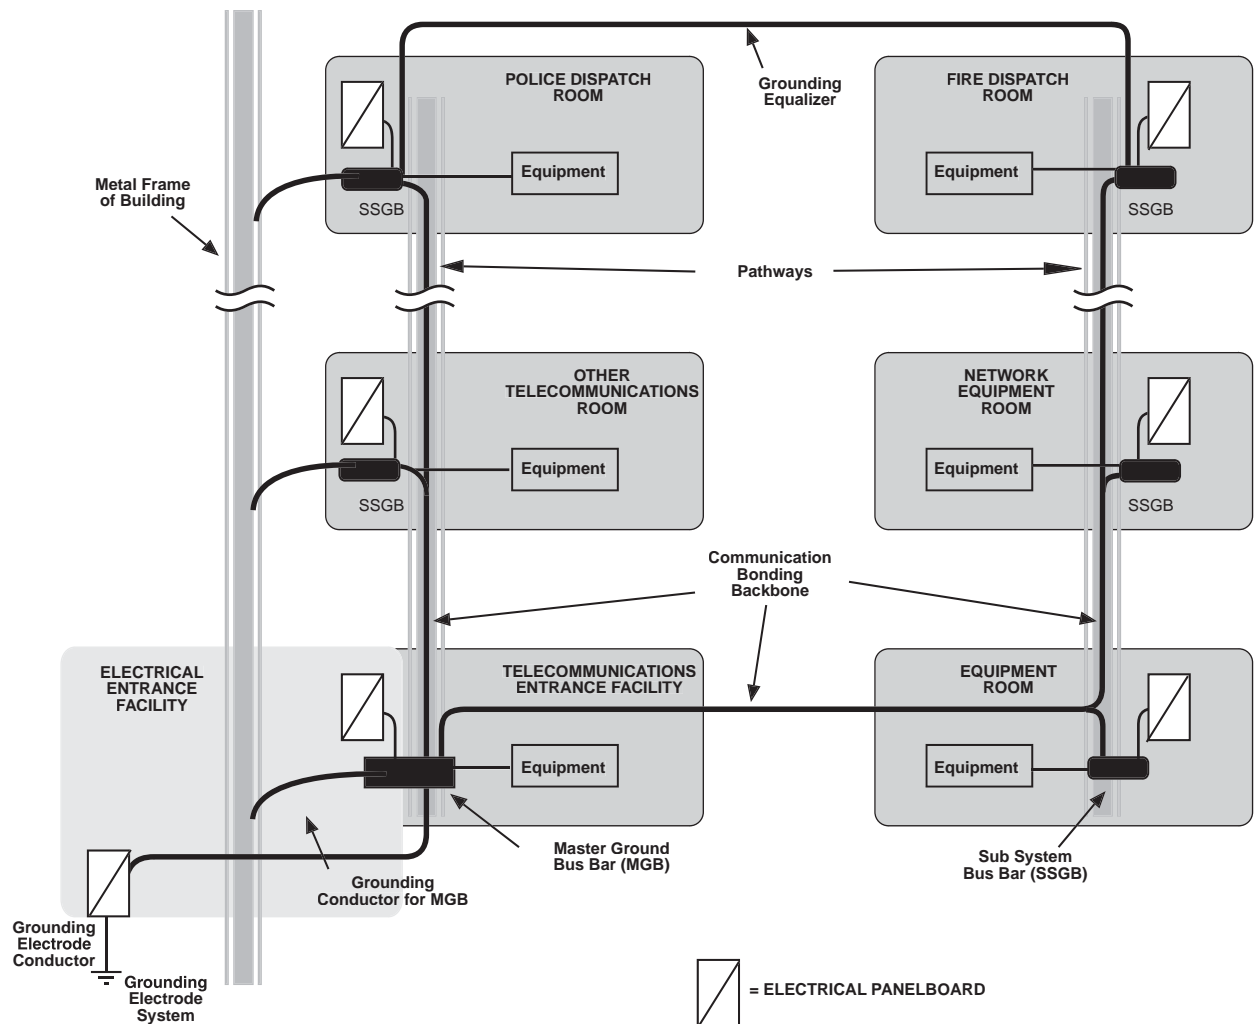 POLICE DISPATCH
ROOM
Grounding
Equalizer
FIRE DISPATCH
ROOM
Metal Frame
of Building
Equipment
SSGB
Equipment
SSGB
Pathways
OTHER
TELECOMMUNICATIONS
ROOM
NETWORK
EQUIPMENT
ROOM
Equipment
SSGB
Equipment
SSGB
Communication
Bonding
Backbone
ELECTRICAL
ENTRANCE
FACILITY
TELECOMMUNICATIONS
ENTRANCE FACILITY
EQUIPMENT
ROOM
Equipment
Equipment
Master Ground
Bus Bar (MGB)
Sub System
Bus Bar (SSGB)
Grounding
Conductor for MGB
Grounding
Electrode
Conductor
Grounding
Electrode
System
= ELECTRICAL PANELBOARD